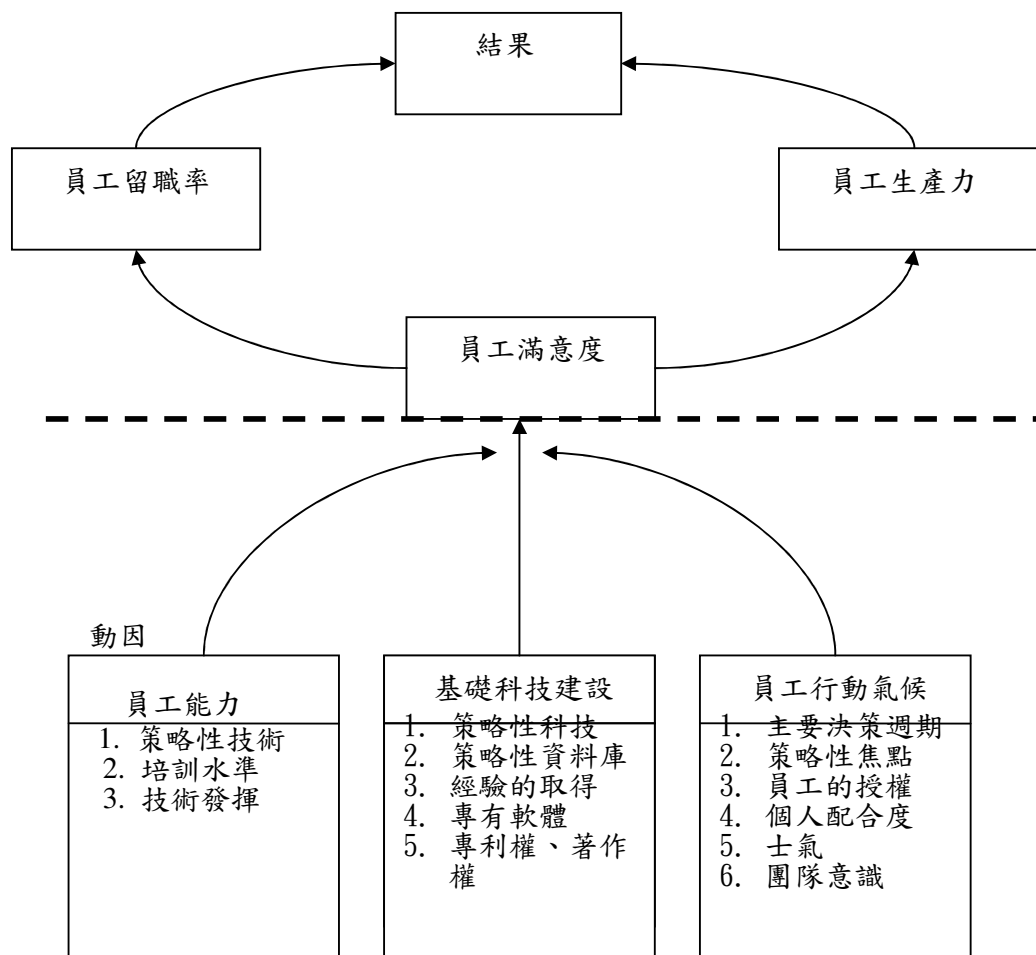 結果
員工留職率
員工生產力
員工滿意度
動因
員工能力
1. 策略性技術
2. 培訓水準
3. 技術發揮
基礎科技建設
1. 策略性科技
2. 策略性資料庫
3. 經驗的取得
4. 專有軟體
5. 專利權、著作
權
員工行動氣候
1. 主要決策週期
2. 策略性焦點
3. 員工的授權
4. 個人配合度
5. 士氣
6. 團隊意識